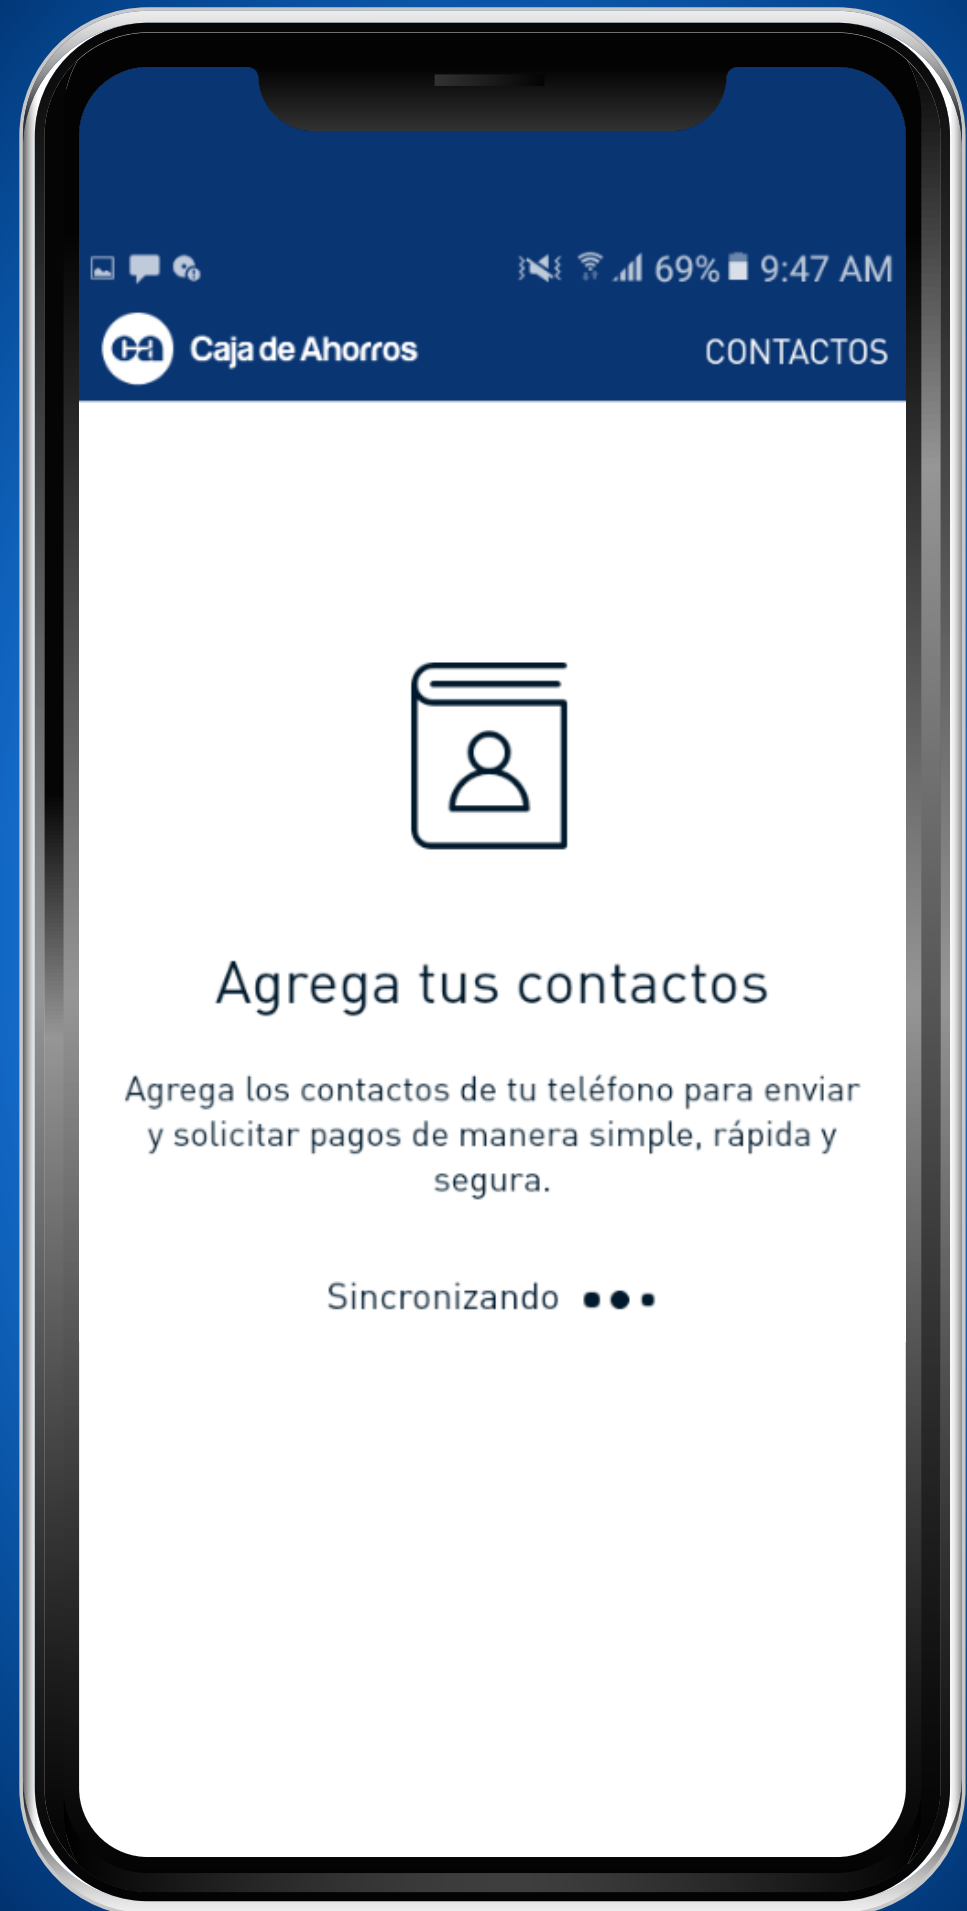 69% 9:47 AM
ca Caja de Ahorros CONTACTOS
Agrega tus contactos
Agrega los contactos de tu teléfono para enviar
y solicitar pagos de manera simple, rápida y
segura.
Sincronizando